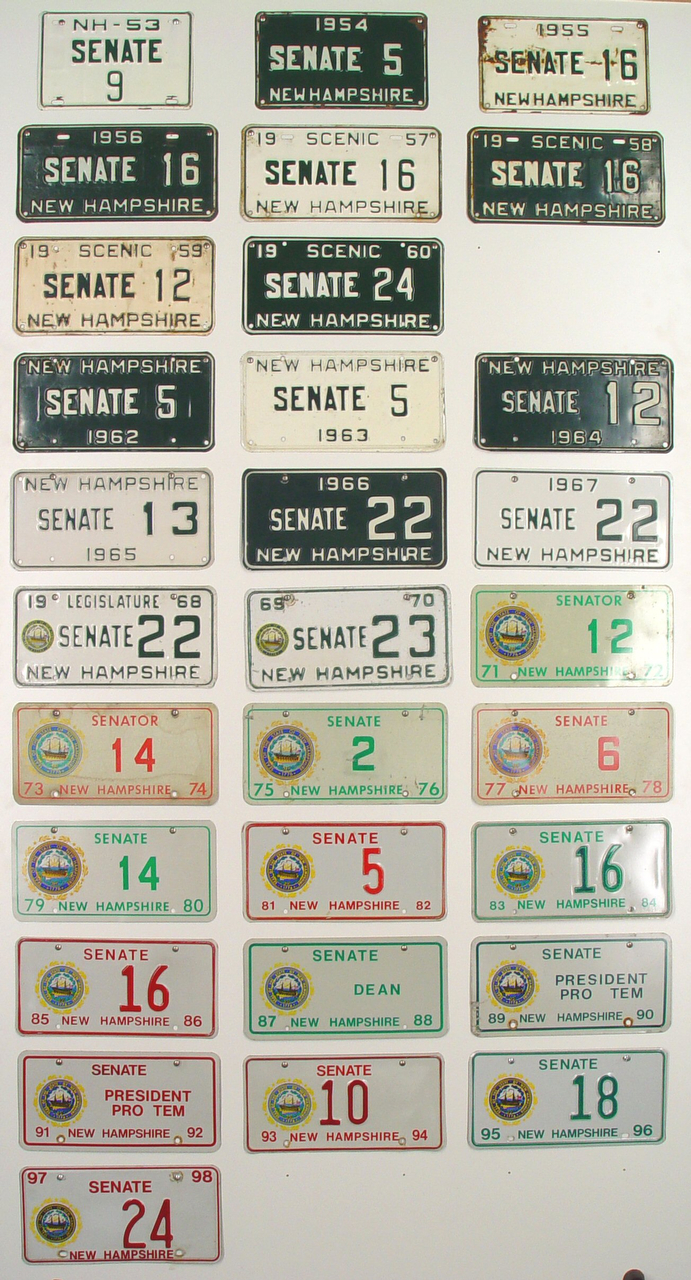 NH-53
SENATE
9
1954
SENATE 5
NEW HAMPSHIRE
1955
SENATE 16
NEW HAMPSHIRE
1956
SENATE 16
NEW HAMPSHIRE
19 SCENIC 57
SENATE 16
NEW HAMPSHIRE
19 SCENIC 58
SENATE 16
NEW HAMPSHIRE
19 SCENIC 59
SENATE 12
NEW HAMPSHIRE
19 SCENIC 60
SENATE 24
NEW HAMPSHIRE
NEW HAMPSHIRE
SENATE 5
1962
NEW HAMPSHIRE
SENATE 5
1963
NEW HAMPSHIRE
SENATE 12
1964
NEW HAMPSHIRE
SENATE 13
1965
1966
SENATE 22
NEW HAMPSHIRE
1967
SENATE 22
NEW HAMPSHIRE
19 LEGISLATURE 68
SENATE 22
NEW HAMPSHIRE
69 70
SENATE 23
NEW HAMPSHIRE
SENATOR
12
71 NEW HAMPSHIRE 72
SENATOR
14
73 NEW HAMPSHIRE 74
SENATE
2
75 NEW HAMPSHIRE 76
SENATE
6
77 NEW HAMPSHIRE 78
SENATE
14
79 NEW HAMPSHIRE 80
SENATE
5
81 NEW HAMPSHIRE 82
SENATE
16
83 NEW HAMPSHIRE 84
SENATE
16
85 NEW HAMPSHIRE 86
SENATE
DEAN
87 NEW HAMPSHIRE 88
SENATE
PRESIDENT
PRO TEM
89 NEW HAMPSHIRE 90
SENATE
PRESIDENT
PRO TEM
91 NEW HAMPSHIRE 92
SENATE
10
93 NEW HAMPSHIRE 94
SENATE
18
95 NEW HAMPSHIRE 96
97 98
SENATE
24
NEW HAMPSHIRE